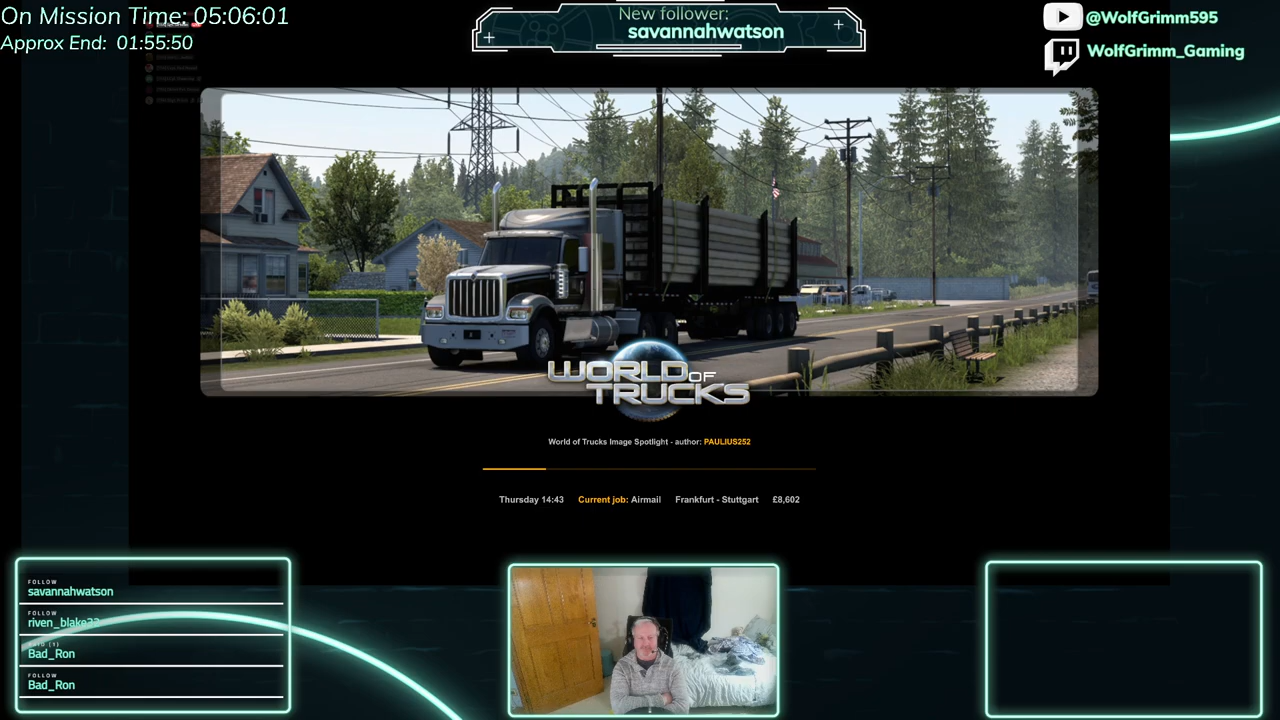 On Mission Time: 05:06:01
Approx End: 01:55:50
New follower:
savannahwatson
@WolfGrimm595
WolfGrimm_Gaming
WORLD OF
TRUCKS
World of Trucks Image Spotlight - author: PAULIUS252
Thursday 14:43 Current job: Airmail Frankfurt - Stuttgart £8,602
FOLLOW
savannahwatson
FOLLOW
riven_blake22
Bad_Ron
FOLLOW
Bad_Ron